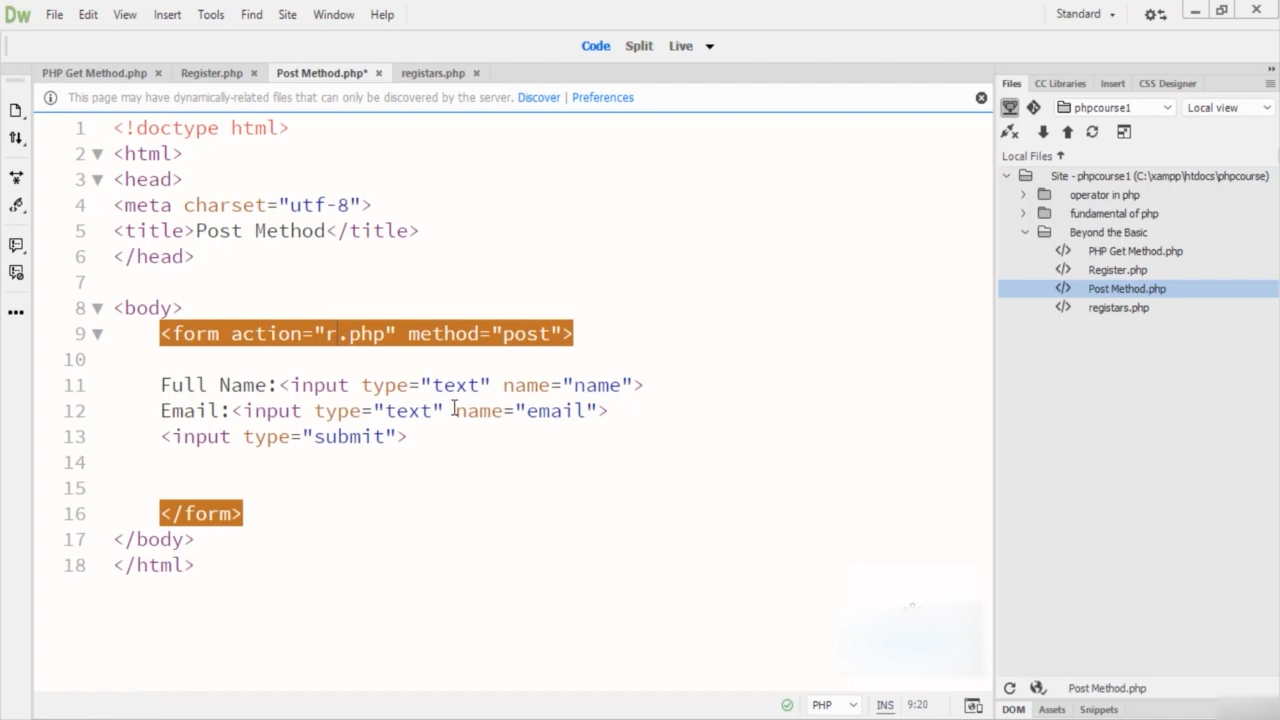 Dw File Edit View Insert Tools Find Site Window Help Standard
Code Split Live
PHP Get Method.php Register.php Post Method.php* registars.php
This page may have dynamically-related files that can only be discovered by the server. Discover | Preferences
1 <!doctype html>
2 <html>
3 <head>
4 <meta charset="utf-8">
5 <title>Post Method</title>
6 </head>
7
8 <body>
9 <form action="r.php" method="post">
10
11 Full Name:<input type="text" name="name">
12 Email:<input type="text" name="email">
13 <input type="submit">
14
15
16 </form>
17 </body>
18 </html>
PHP INS 9:20
Files CC Libraries Insert CSS Designer
phpcourse1 Local view
Local Files
Site - phpcourse1 (C:\xampp\htdocs\phpcourse)
operator in php
fundamental of php
Beyond the Basic
PHP Get Method.php
Register.php
Post Method.php
registars.php
Post Method.php
DOM Assets Snippets